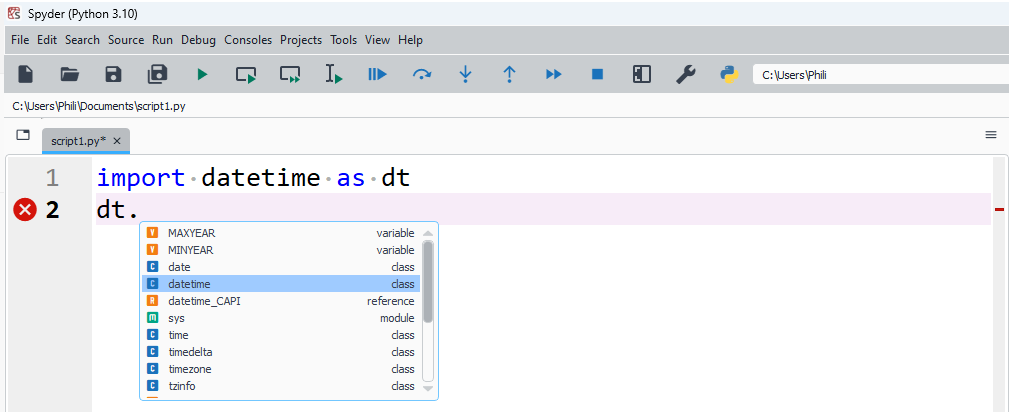 Spyder (Python 3.10)
File Edit Search Source Run Debug Consoles Projects Tools View Help
C:\Users\Phili
C:\Users\Phili\Documents\script1.py
script1.py*
1 import datetime as dt
2 dt.
V MAXYEAR variable
V MINYEAR variable
C date class
C datetime class
R datetime_CAPI reference
m sys module
C time class
C timedelta class
C timezone class
C tzinfo class